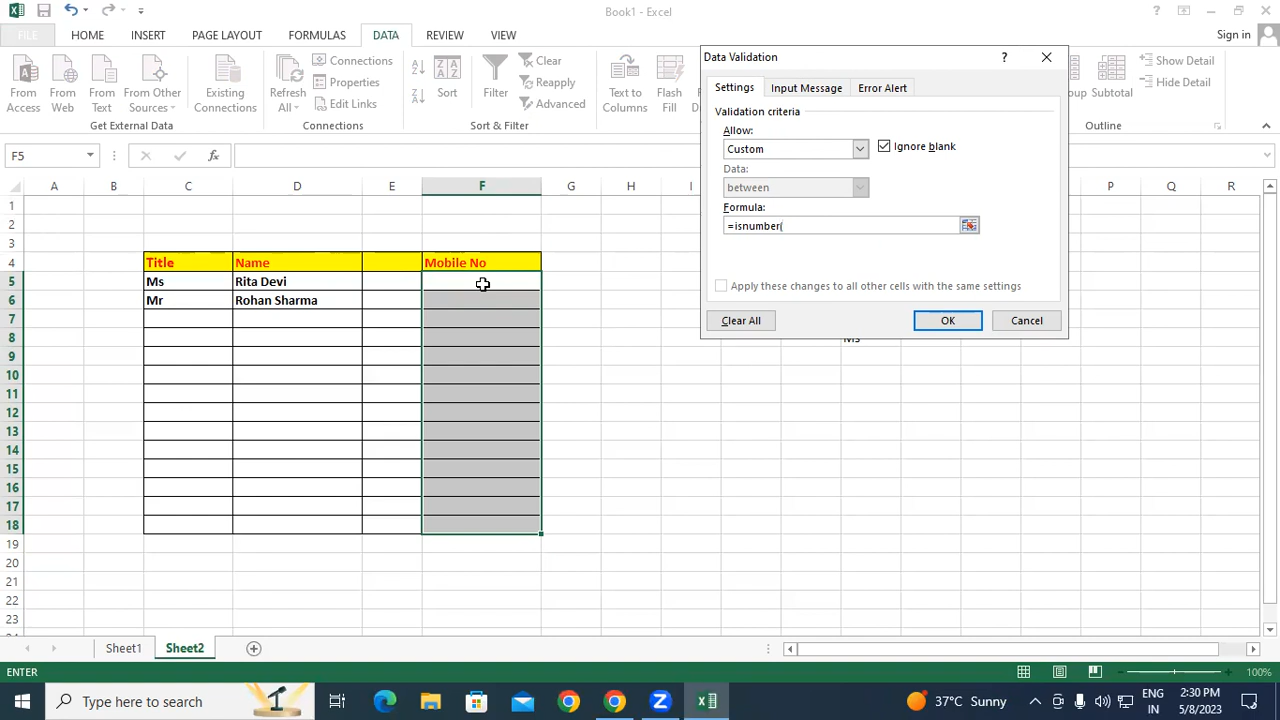 Book1 - Excel
FILE HOME INSERT PAGE LAYOUT FORMULAS DATA REVIEW VIEW Sign in
From Access
From Web
From Text
From Other Sources
Existing Connections
Refresh All
Connections
Properties
Edit Links
Sort
Filter
Clear
Reapply
Advanced
Text to Columns
Flash
Subtotal
Show Detail
Hide Detail
Get External Data Connections Sort & Filter Outline
Data Validation
Settings Input Message Error Alert
Validation criteria
Allow:
Custom
Ignore blank
Data:
between
Formula:
=isnumber(
Apply these changes to all other cells with the same settings
Clear All OK Cancel
F5
A B C D E F G H I P Q R
1
2
3
4 Title Name Mobile No
5 Ms Rita Devi
6 Mr Rohan Sharma
7
8 Ms
9
10
11
12
13
14
15
16
17
18
19
20
21
22
23
Sheet1 Sheet2
ENTER 100%
Type here to search
37°C Sunny
ENG
IN
2:30 PM
5/8/2023